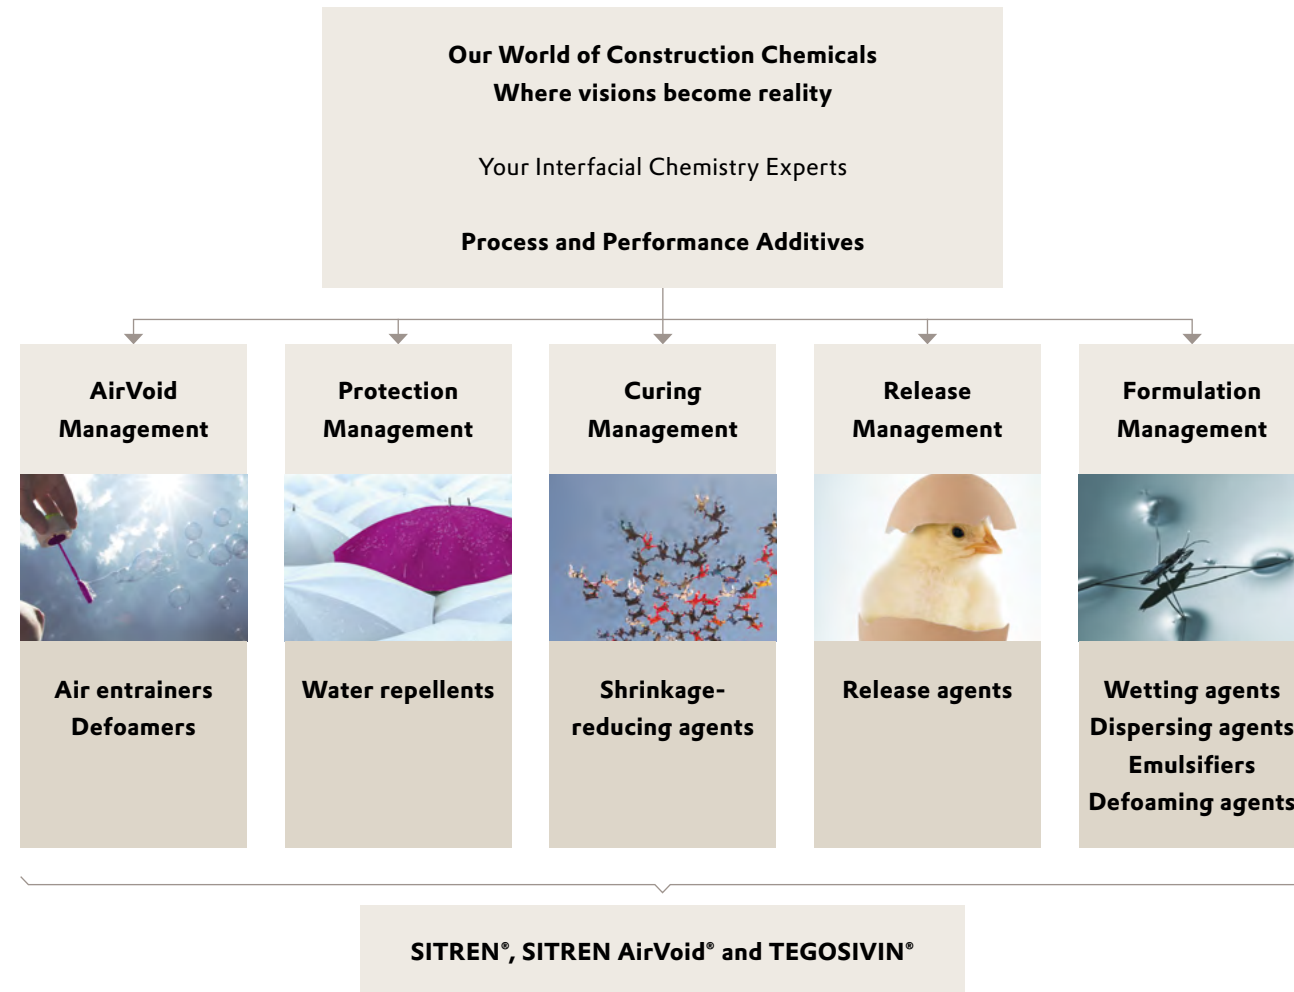 Our World of Construction Chemicals
Where visions become reality
Your Interfacial Chemistry Experts
Process and Performance Additives
AirVoid
Management
Protection
Management
Curing
Management
Release
Management
Formulation
Management
Air entrainers
Defoamers
Water repellents
Shrinkage-
reducing agents
Release agents
Wetting agents
Dispersing agents
Emulsifiers
Defoaming agents
SITREN®, SITREN AirVoid® and TEGOSIVIN®